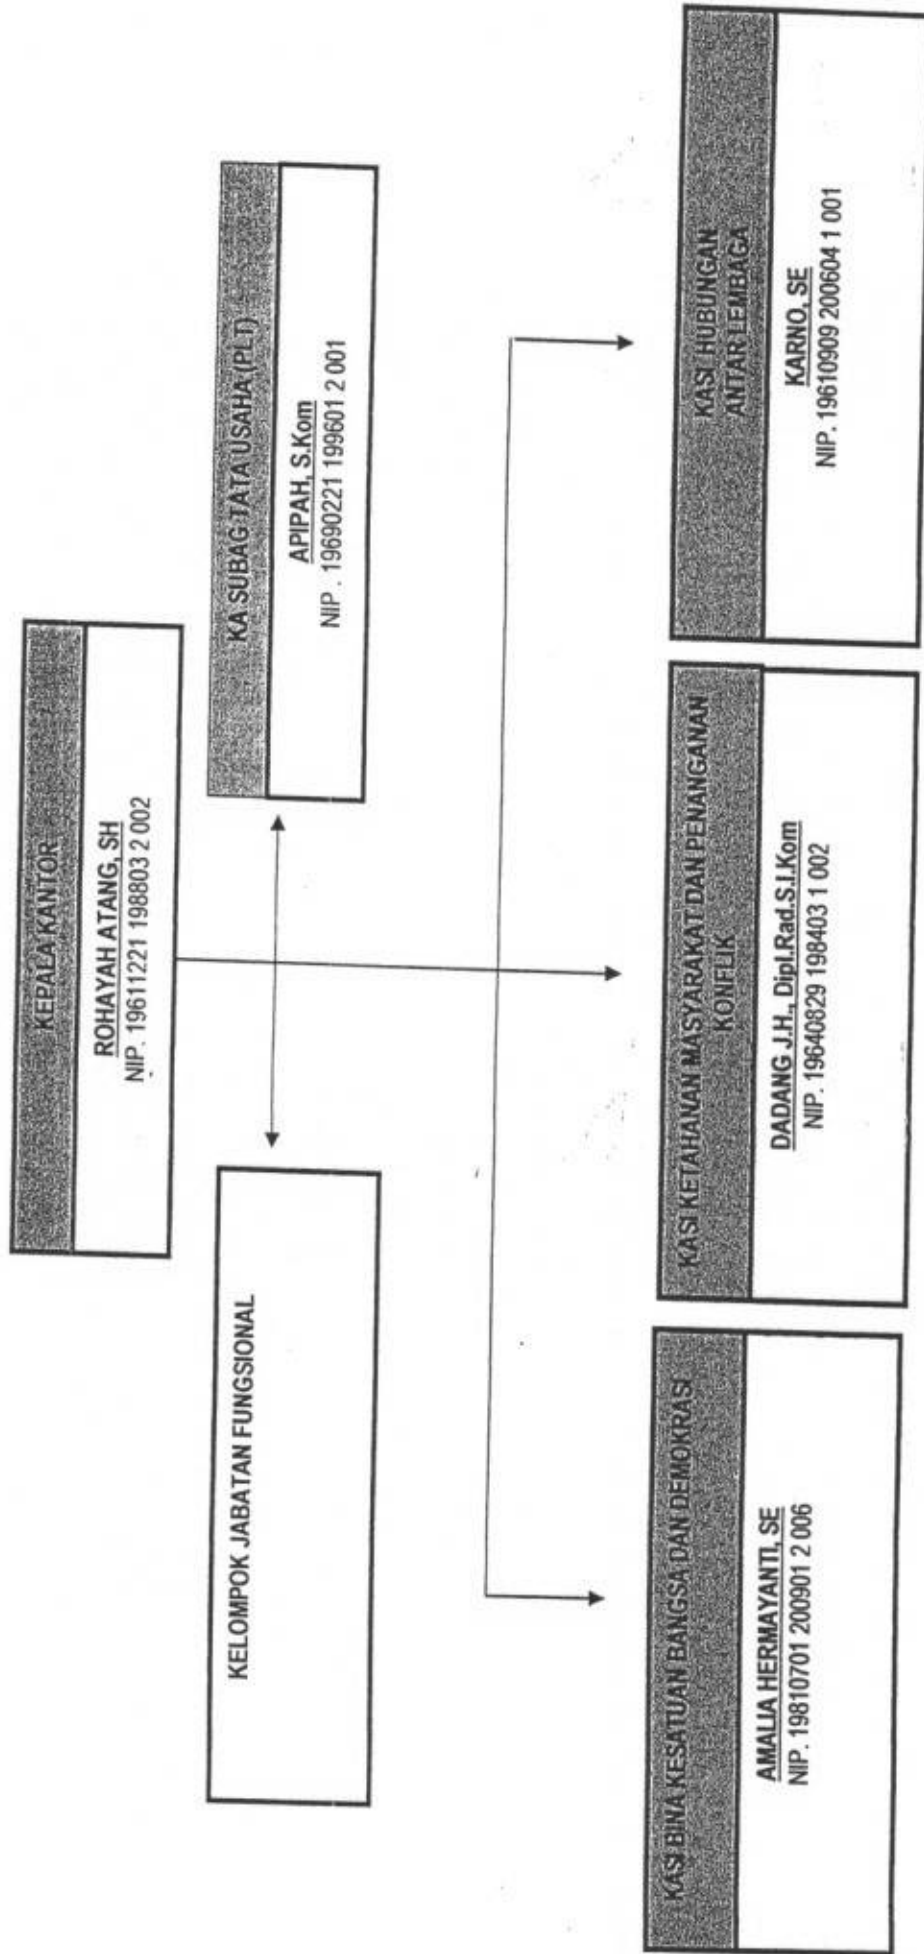 KEPALA KANTOR
ROHAYAH ATANG, SH
NIP. 19611221 198803 2 002
KELOMPOK JABATAN FUNGSIONAL
KA SUBAG TATA USAHA (PLT)
APIPAH, S.Kom
NIP . 19690221 199601 2 001
KASI BINA KESATUAN BANGSA DAN DEMOKRASI
AMALIA HERMAYANTI, SE
NIP. 19810701 200901 2 006
KASI KETAHANAN MASYARAKAT DAN PENANGANAN
KONFLIK
DADANG J.H., Dipl.Rad.S.I.Kom
NIP. 19640829 198403 1 002
KASI HUBUNGAN
ANTAR LEMBAGA
KARNO, SE
NIP. 19610909 200604 1 001